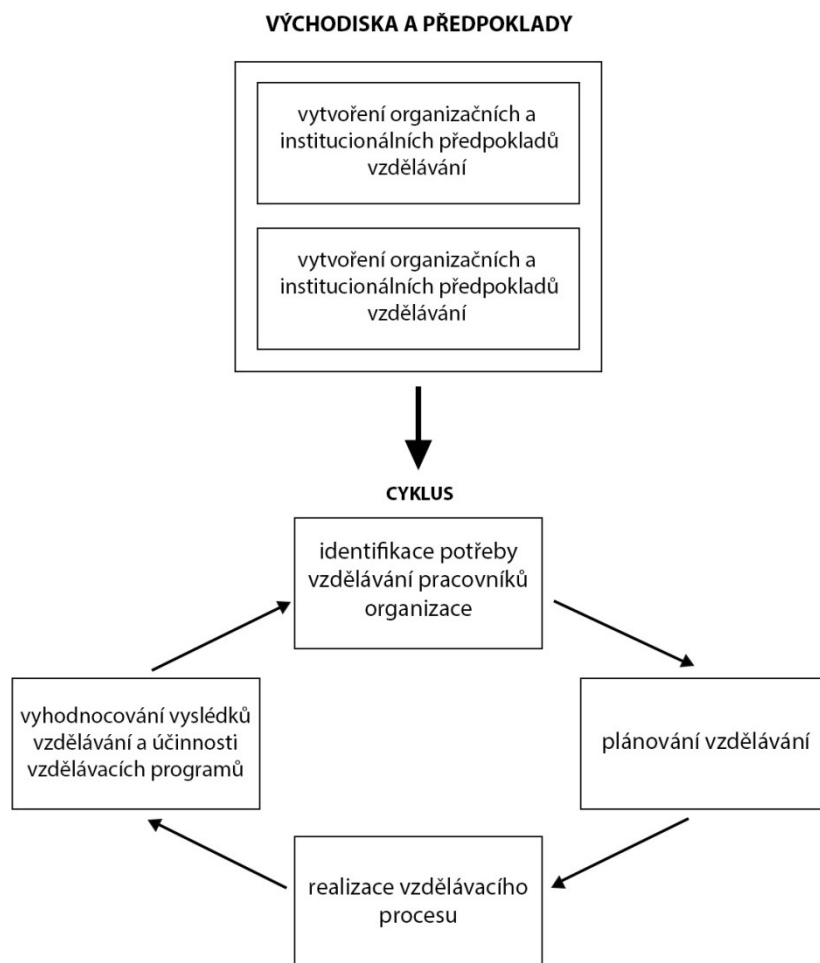 VÝCHODISKA A PŘEDPOKLADY
vytvoření organizačních a
institucionálních předpokladů
vzdělávání
vytvoření organizačních a
institucionálních předpokladů
vzdělávání
CYKLUS
identifikace potřeby
vzdělávání pracovníků
organizace
vyhodnocování vyslédků
vzdělávání a účinnosti
vzdělávacích programů
plánování vzdělávání
realizace vzdělávacího
procesu